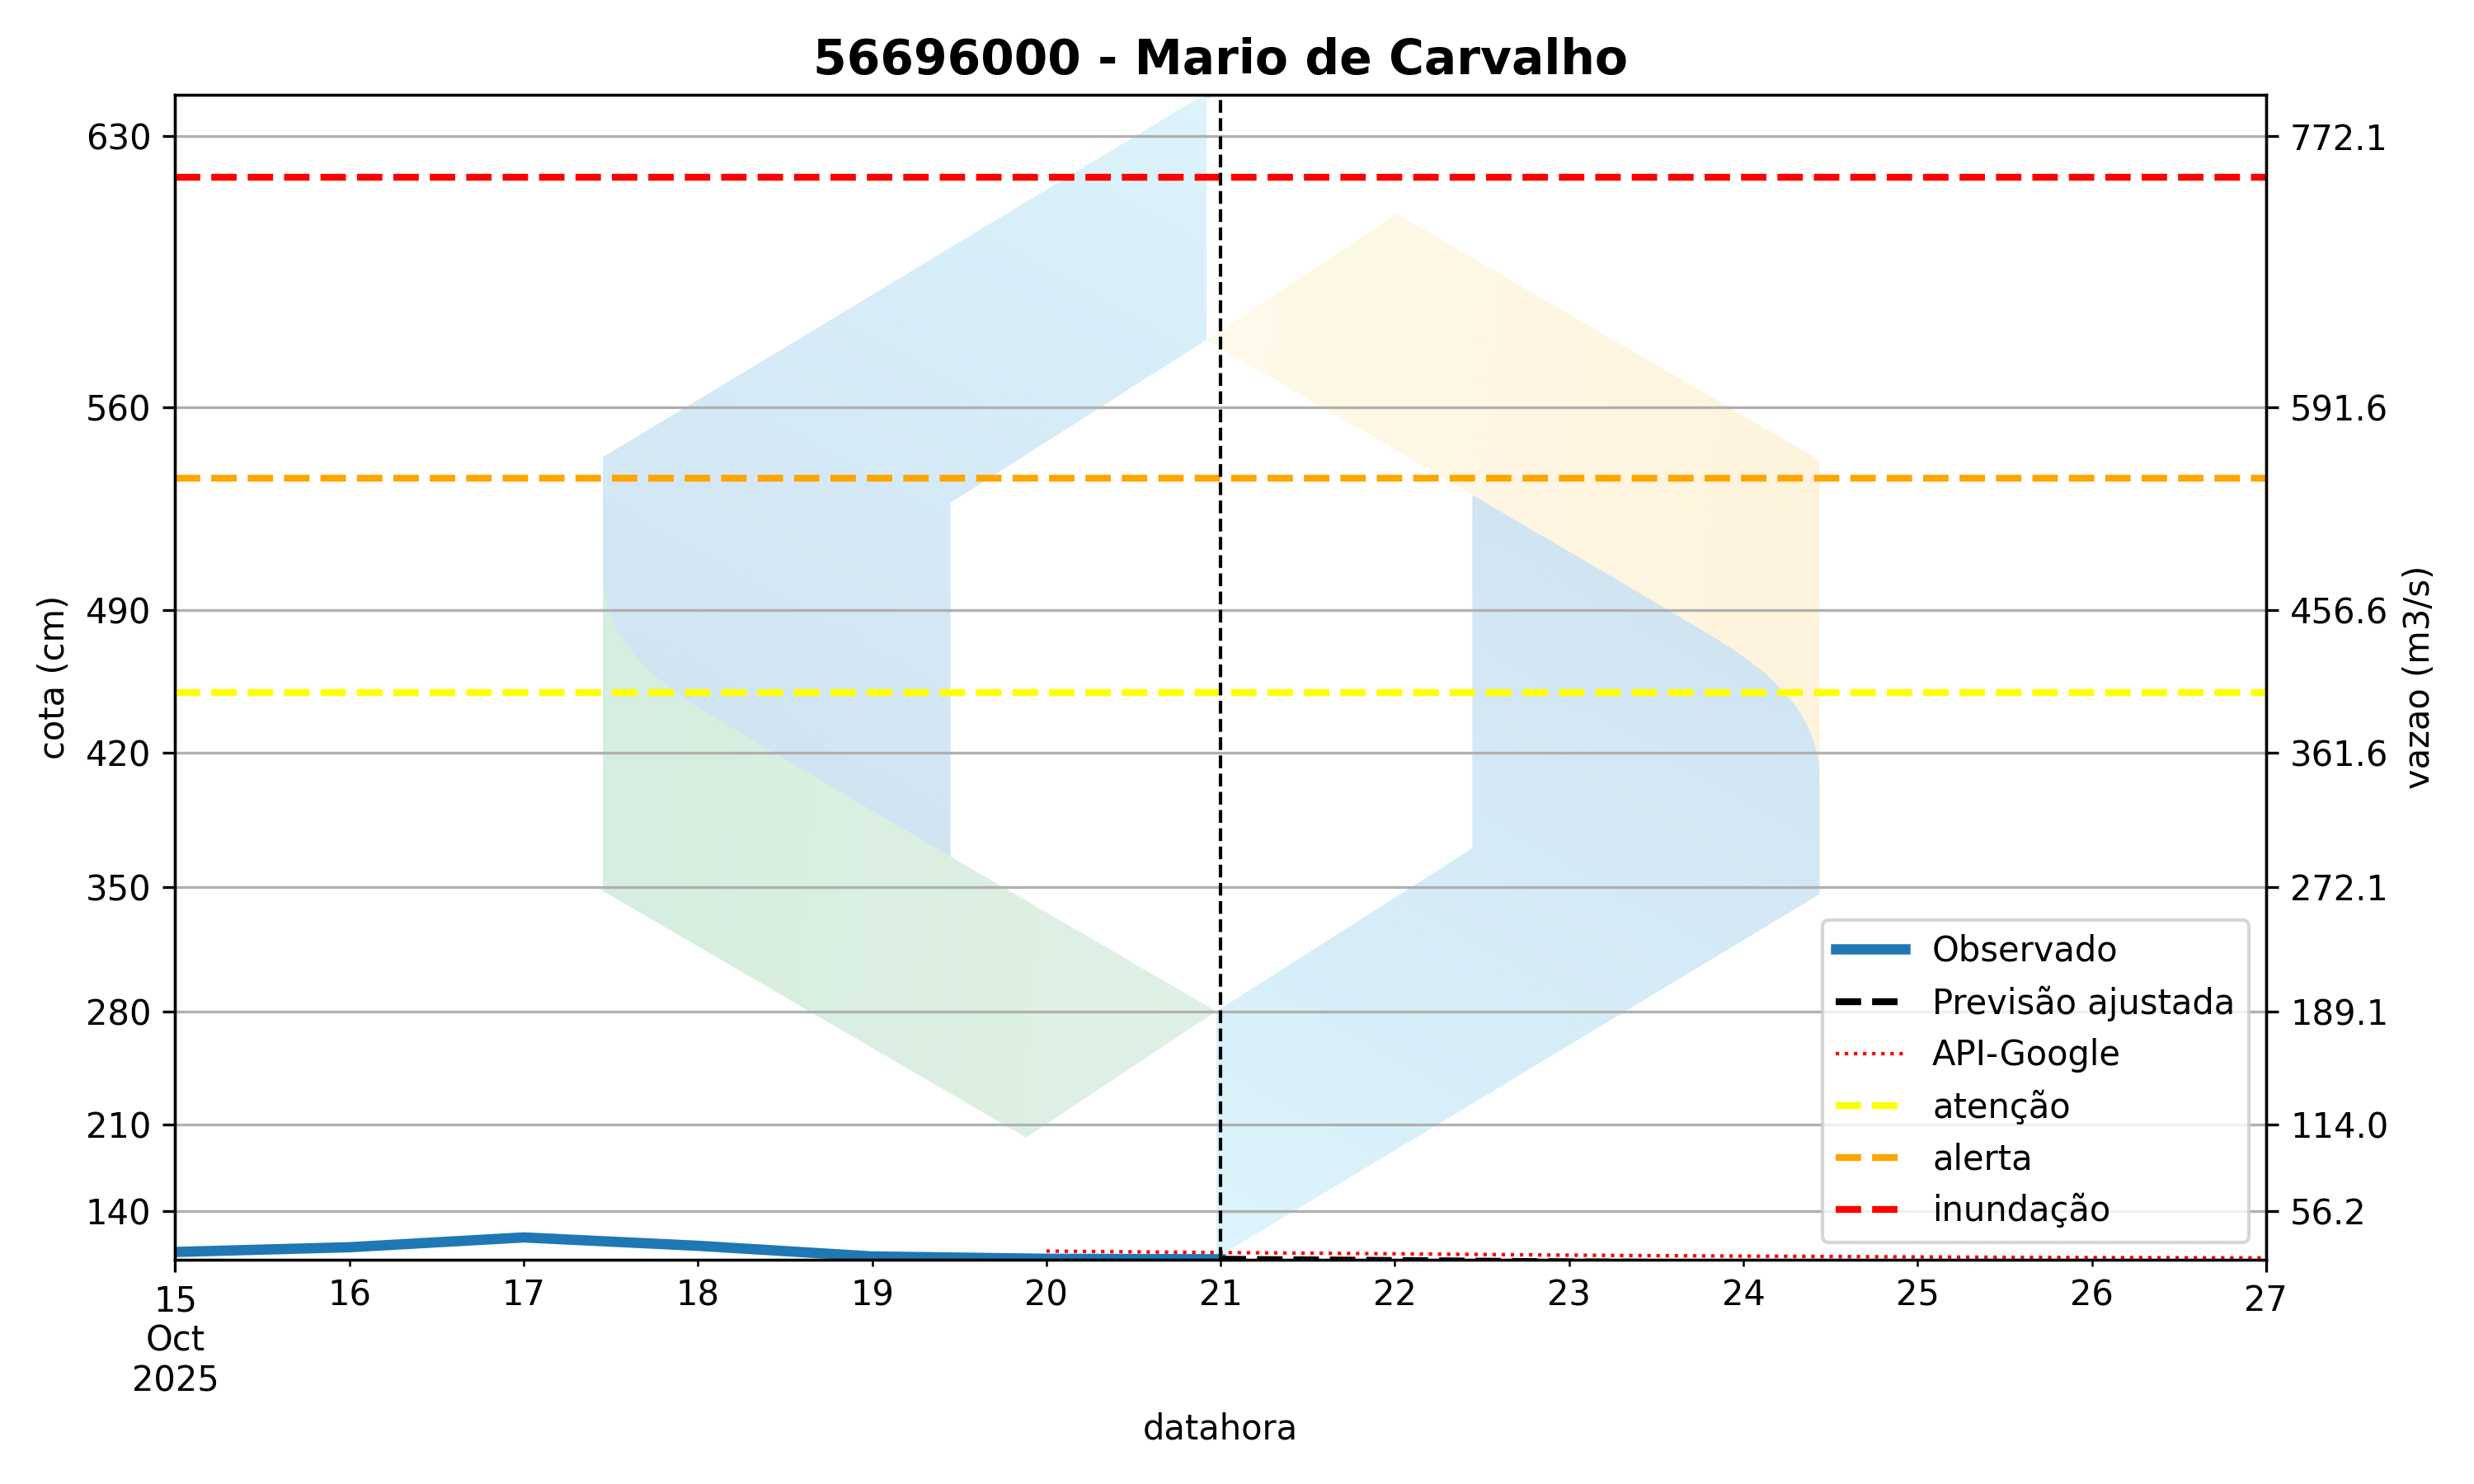 56696000 - Mario de Carvalho
630
560
490
420
350
280
210
140
cota (cm)
772.1
591.6
456.6
361.6
272.1
189.1
114.0
56.2
vazao (m3/s)
Observado
Previsão ajustada
API-Google
atenção
alerta
inundação
15 16 17 18 19 20 21 22 23 24 25 26 27
Oct
2025
datahora